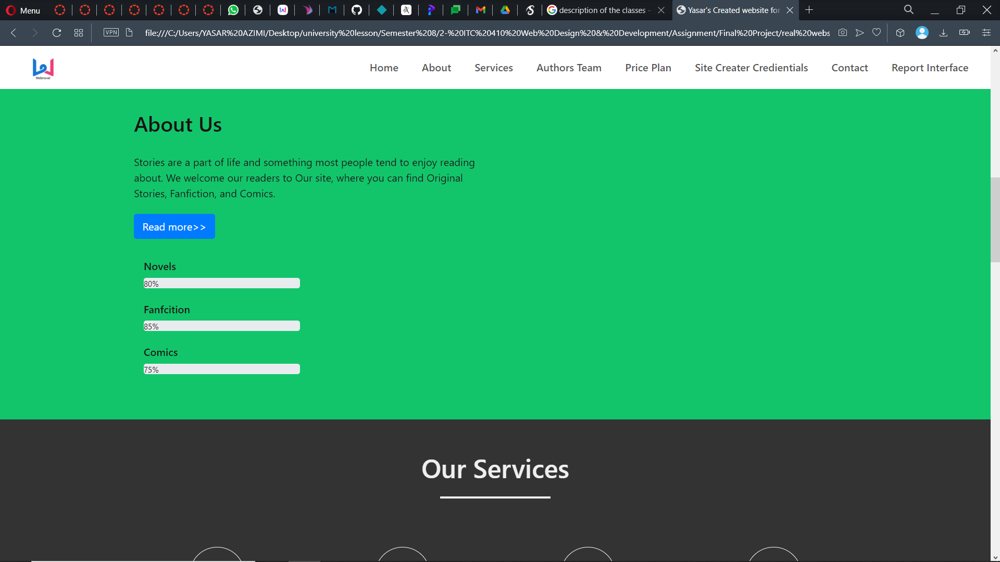 Menu
description of the classes -
Yasar's Created website for
VPN
file:///C:/Users/YASAR%20AZIMI/Desktop/university%20lesson/Semester%208/2-%20ITC%20410%20Web%20Design%20&%20Development/Assignment/Final%20Project/real%20webs
Webnovel
Home
About
Services
Authors Team
Price Plan
Site Creater Credientials
Contact
Report Interface
About Us
Stories are a part of life and something most people tend to enjoy reading
about. We welcome our readers to Our site, where you can find Original
Stories, Fanfiction, and Comics.
Read more>>
Novels
80%
Fanfcition
85%
Comics
75%
Our Services